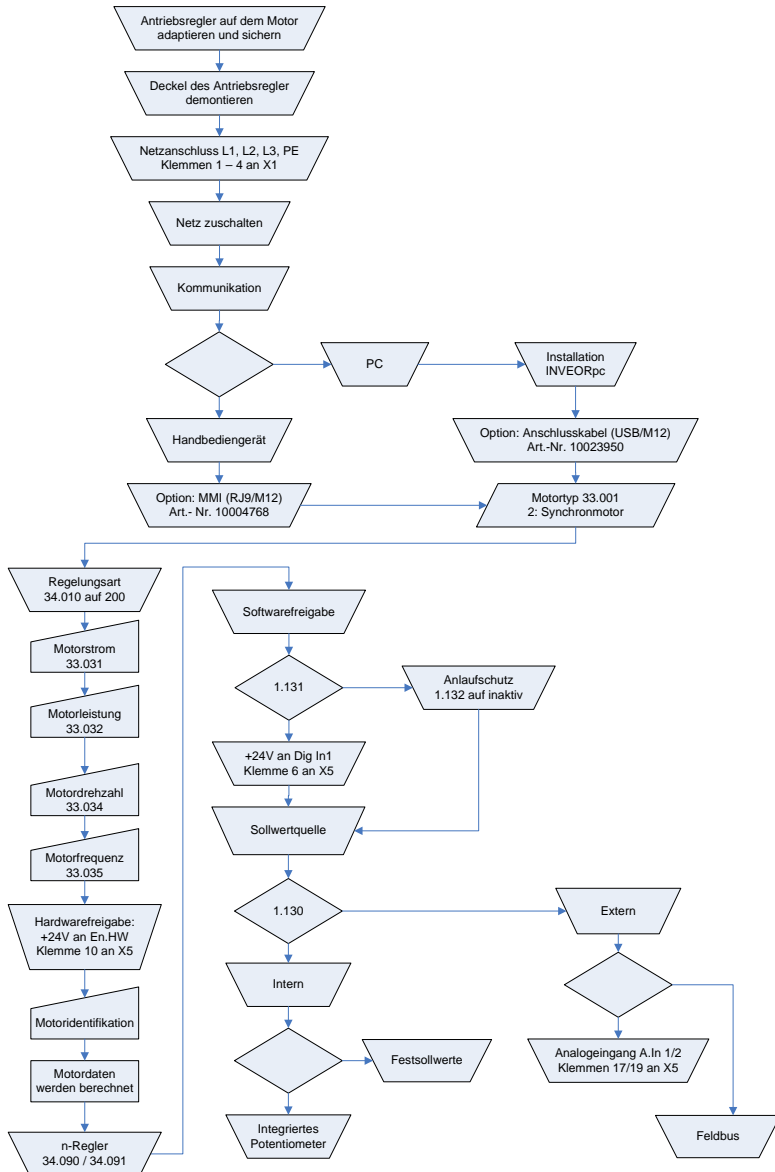 Antriebsregler auf dem Motor
adaptieren und sichern
Deckel des Antriebsregler
demontieren
Netzanschluss L1, L2, L3, PE
Klemmen 1 – 4 an X1
Netz zuschalten
Kommunikation
PC
Installation
INVEORpc
Handbediengerät
Option: Anschlusskabel (USB/M12)
Art.-Nr. 10023950
Option: MMI (RJ9/M12)
Art.- Nr. 10004768
Motortyp 33.001
2: Synchronmotor
Regelungsart
34.010 auf 200
Motorstrom
33.031
Motorleistung
33.032
Motordrehzahl
33.034
Motorfrequenz
33.035
Hardwarefreigabe:
+24V an En.HW
Klemme 10 an X5
Motoridentifikation
Motordaten
werden berechnet
n-Regler
34.090 / 34.091
Softwarefreigabe
1.131
Anlaufschutz
1.132 auf inaktiv
+24V an Dig In1
Klemme 6 an X5
Sollwertquelle
1.130
Extern
Intern
Festsollwerte
Integriertes
Potentiometer
Analogeingang A.In 1/2
Klemmen 17/19 an X5
Feldbus